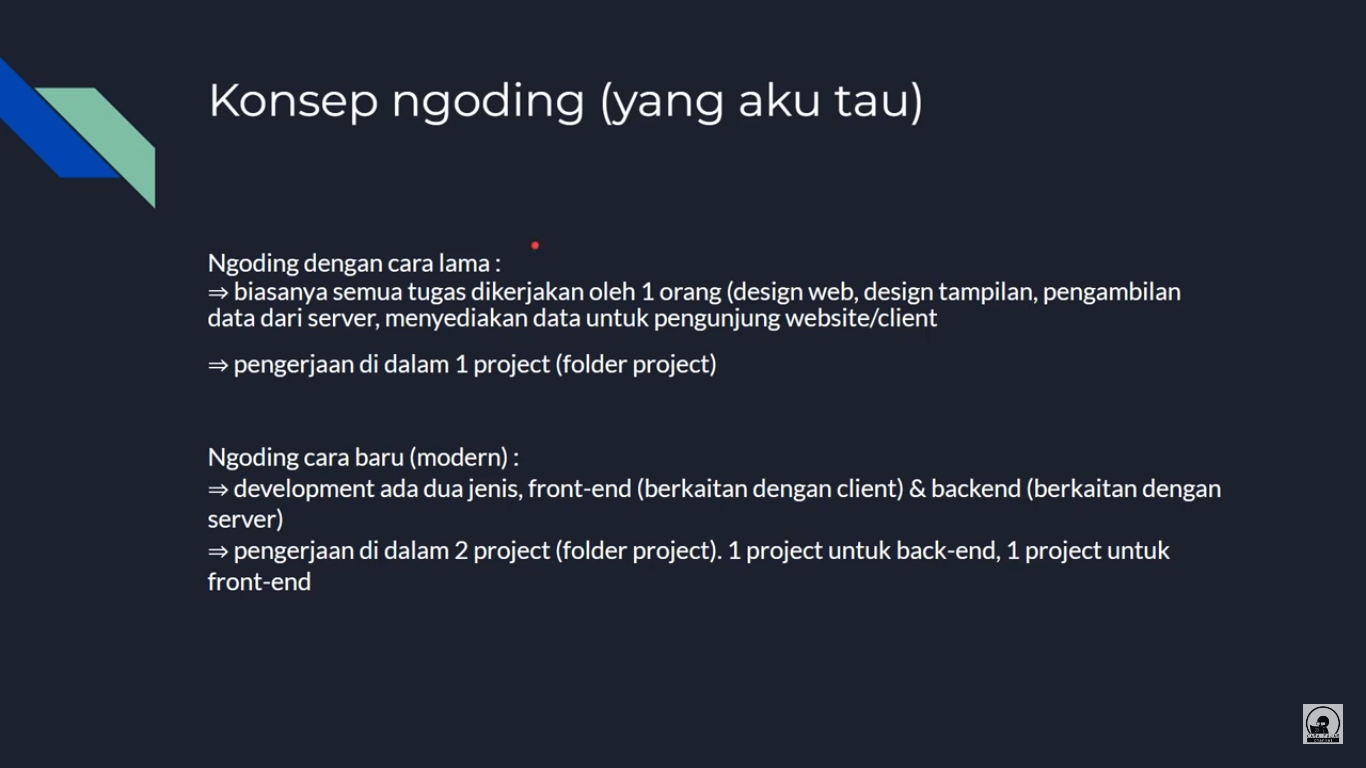 Konsep ngoding (yang aku tau)
Ngoding dengan cara lama :
⇒ biasanya semua tugas dikerjakan oleh 1 orang (design web, design tampilan, pengambilan
data dari server, menyediakan data untuk pengunjung website/client
⇒ pengerjaan di dalam 1 project (folder project)
Ngoding cara baru (modern) :
⇒ development ada dua jenis, front-end (berkaitan dengan client) & backend (berkaitan dengan
server)
⇒ pengerjaan di dalam 2 project (folder project). 1 project untuk back-end, 1 project untuk
front-end